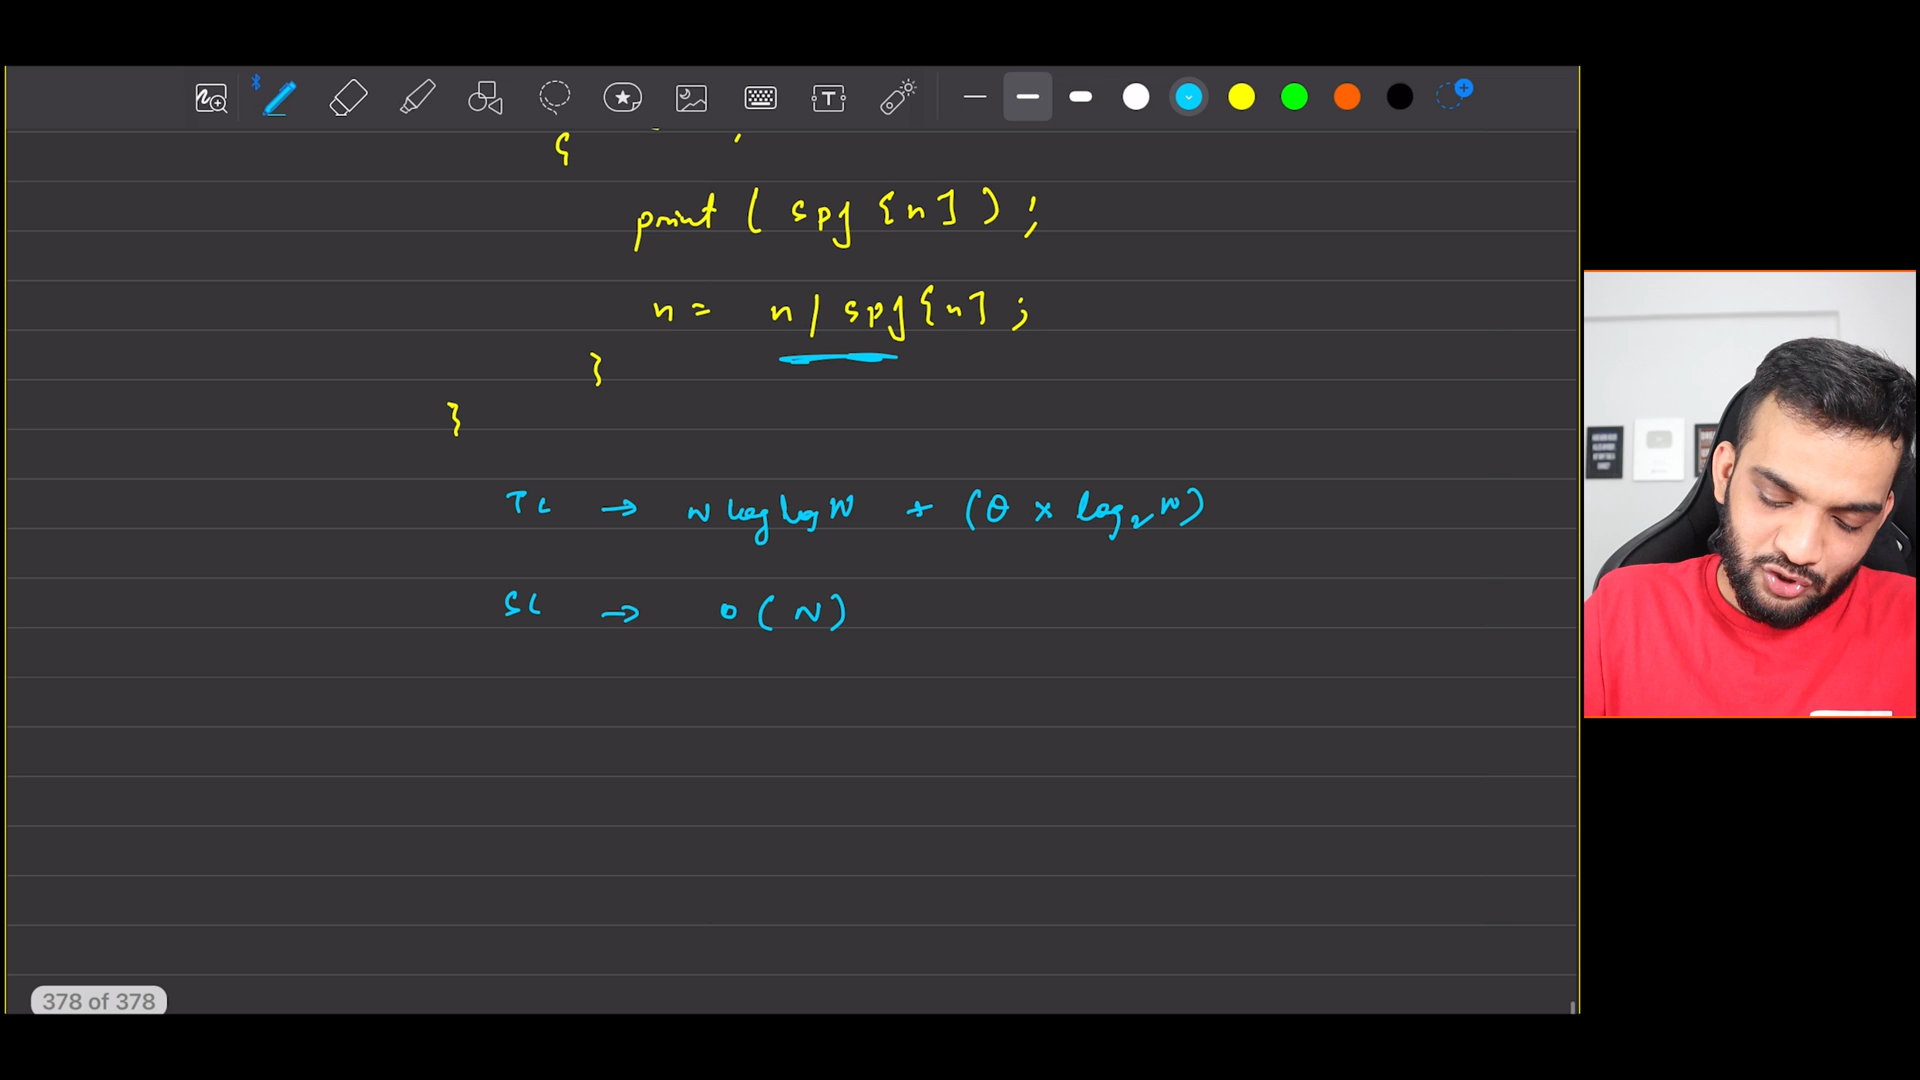 {
print ( spf [n] ) ;
n = n / spf [n] ;
}
}
TC → N log log N + (Q × log₂ N)
SC → O ( N )
378 of 378